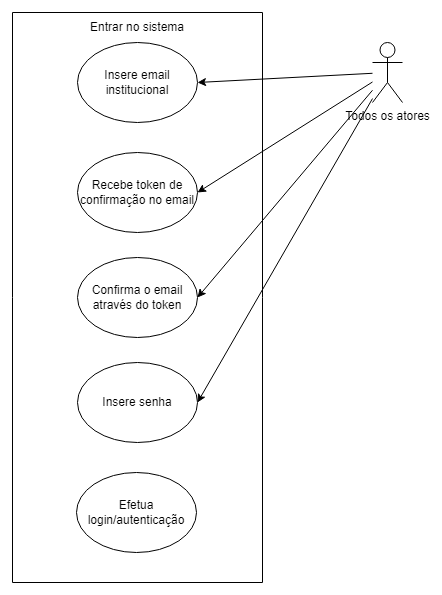 Entrar no sistema
Insere email
institucional
Todos os atores
Recebe token de
confirmação no email
Confirma o email
através do token
Insere senha
Efetua
login/autenticação